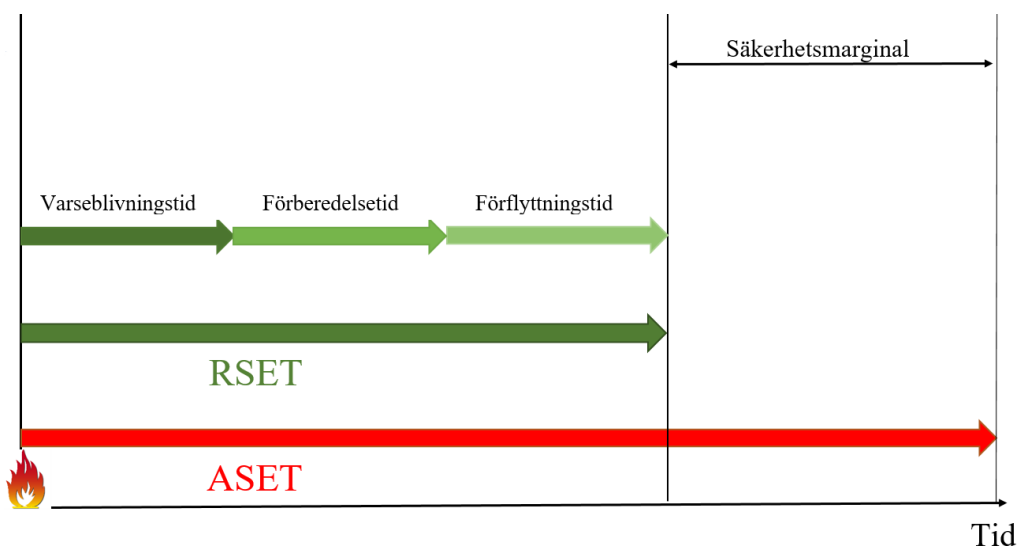 Säkerhetsmarginal
Varseblivningstid
Förberedelsetid
Förflyttningstid
RSET
ASET
Tid